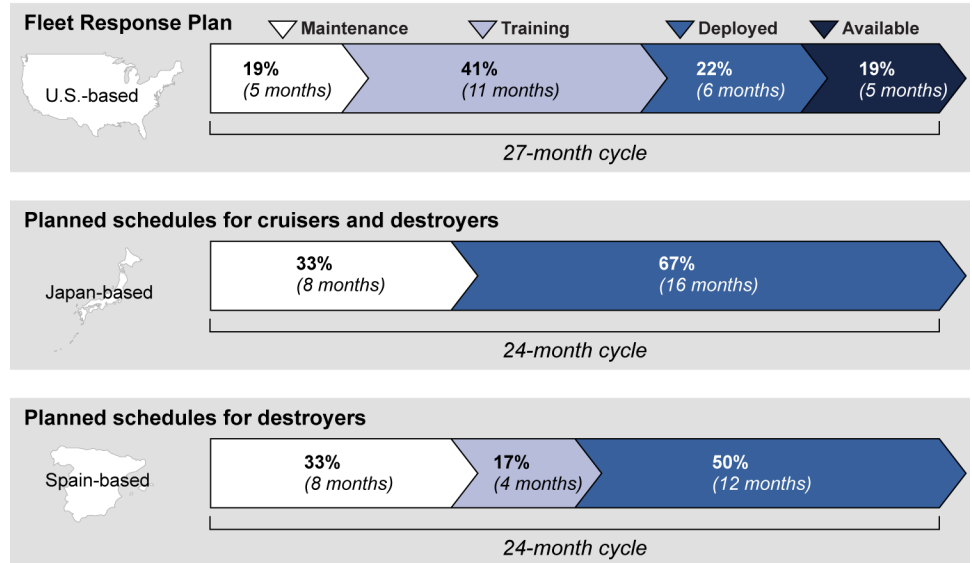 Fleet Response Plan
Maintenance Training Deployed Available
U.S.-based
19% 41% 22% 19%
(5 months) (11 months) (6 months) (5 months)
27-month cycle
Planned schedules for cruisers and destroyers
Japan-based
33% 67%
(8 months) (16 months)
24-month cycle
Planned schedules for destroyers
Spain-based
33% 17% 50%
(8 months) (4 months) (12 months)
24-month cycle